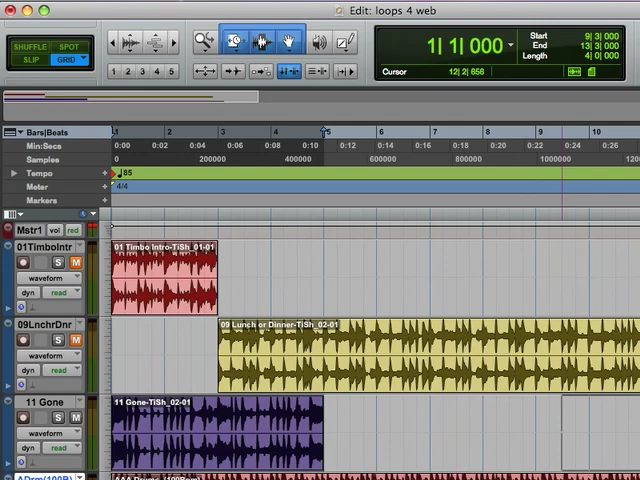 Edit: loops 4 web
SHUFFLE SPOT
SLIP GRID
1 2 3 4 5
1| 1| 000
Start 9| 3| 000
End 13| 3| 000
Length 4| 0| 000
Cursor 12| 2| 656
Bars|Beats 1 2 3 4 5 6 7 8 9 10
Min:Secs 0:00 0:02 0:04 0:06 0:08 0:10 0:12 0:14 0:16 0:18 0:20 0:22 0:24 0:26
Samples 0 200000 400000 600000 800000 1000000 120
Tempo 85
Meter 4/4
Markers
Mstr1 vol red
01TimboIntr
01 Timbo Intro-TiSh_01-01
S M
waveform
dyn read
09LnchrDnr
09 Lunch or Dinner-TiSh_02-01
S M
waveform
dyn read
11 Gone
11 Gone-TiSh_02-01
S M
waveform
dyn read
ADrm(100B)
AAA Drums (100Bpm)